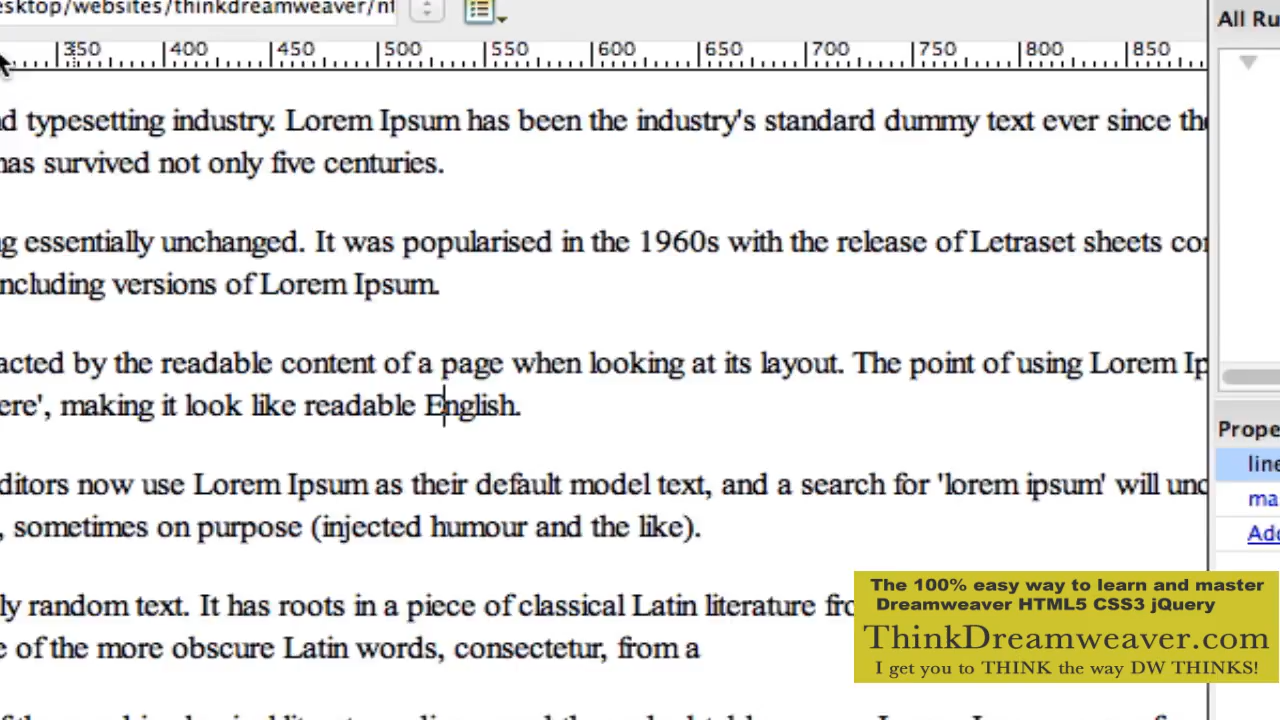 esktop/websites/thinkdreamweaver/nt
All Ru
350 400 450 500 550 600 650 700 750 800 850
nd typesetting industry. Lorem Ipsum has been the industry's standard dummy text ever since the
has survived not only five centuries.
ng essentially unchanged. It was popularised in the 1960s with the release of Letraset sheets con
ncluding versions of Lorem Ipsum.
acted by the readable content of a page when looking at its layout. The point of using Lorem Ip
ere', making it look like readable English.
Prope
line
ditors now use Lorem Ipsum as their default model text, and a search for 'lorem ipsum' will unc
ma
, sometimes on purpose (injected humour and the like).
Add
The 100% easy way to learn and master
Dreamweaver HTML5 CSS3 jQuery
ly random text. It has roots in a piece of classical Latin literature fro
ThinkDreamweaver.com
e of the more obscure Latin words, consectetur, from a
I get you to THINK the way DW THINKS!